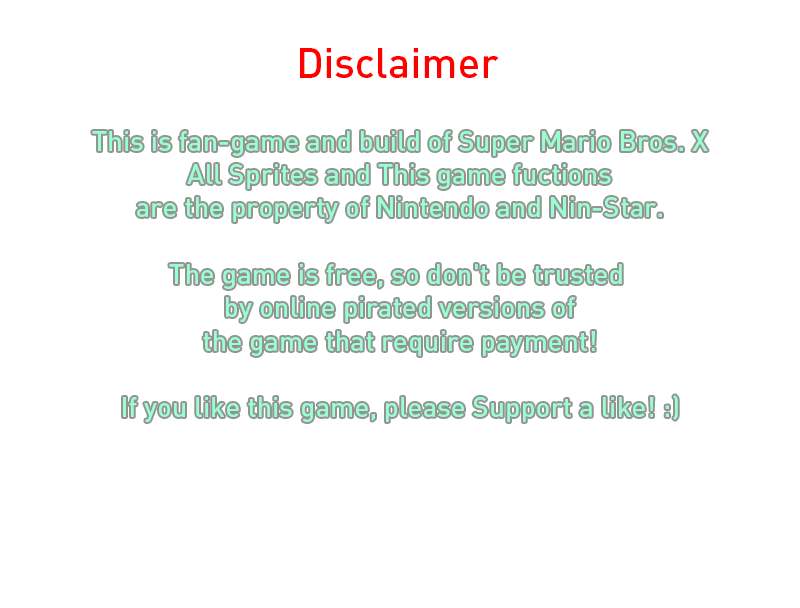 Disclaimer
This is fan-game and build of Super Mario Bros. X
All Sprites and This game fuctions
are the property of Nintendo and Nin-Star.
The game is free, so don't be trusted
by online pirated versions of
the game that require payment!
If you like this game, please Support a like! :)